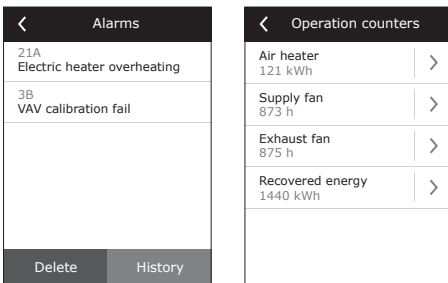 Alarms
21A
Electric heater overheating
3B
VAV calibration fail
Delete
History
Operation counters
Air heater
121 kWh
Supply fan
873 h
Exhaust fan
875 h
Recovered energy
1440 kWh